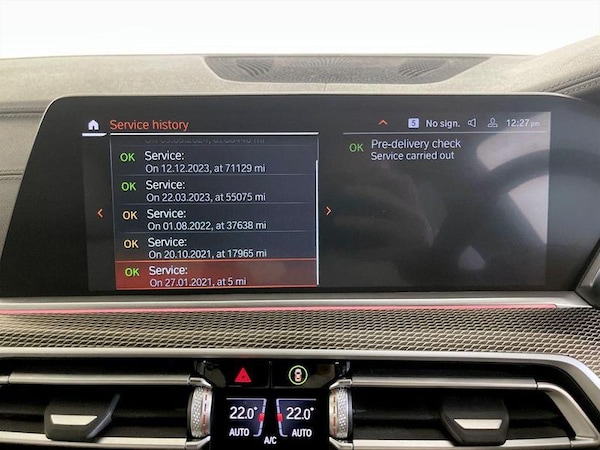 Service history
5 No sign. 12:27 pm
OK Service:
On 12.12.2023, at 71129 mi
OK Service:
On 22.03.2023, at 55075 mi
OK Service:
On 01.08.2022, at 37638 mi
OK Service:
On 20.10.2021, at 17965 mi
OK Service:
On 27.01.2021, at 5 mi
OK Pre-delivery check
Service carried out
22.0° 22.0°
AUTO AUTO
A/C